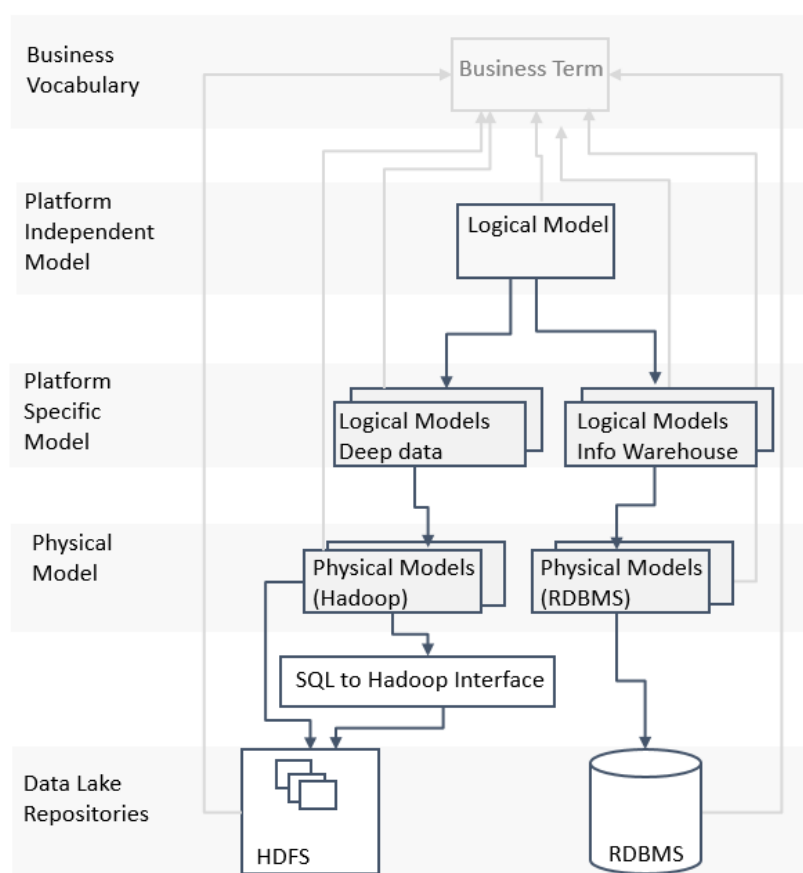 Business
Vocabulary
Business Term
Platform
Independent
Model
Logical Model
Platform
Specific
Model
Logical Models
Deep data
Logical Models
Info Warehouse
Physical
Model
Physical Models
(Hadoop)
Physical Models
(RDBMS)
SQL to Hadoop Interface
Data Lake
Repositories
HDFS
RDBMS